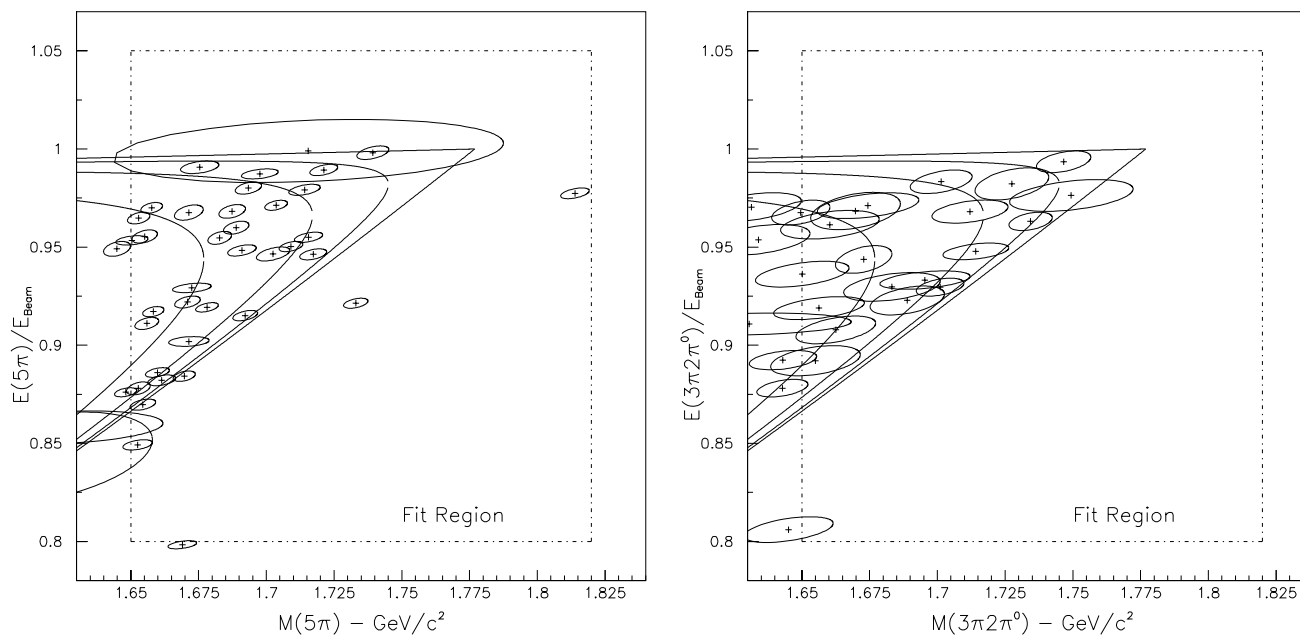 E(5π)/E_Beam
1.05
1
0.95
0.9
0.85
0.8
Fit Region
1.65 1.675 1.7 1.725 1.75 1.775 1.8 1.825
M(5π) – GeV/c²
E(3π2π⁰)/E_Beam
1.05
1
0.95
0.9
0.85
0.8
Fit Region
1.65 1.675 1.7 1.725 1.75 1.775 1.8 1.825
M(3π2π⁰) – GeV/c²